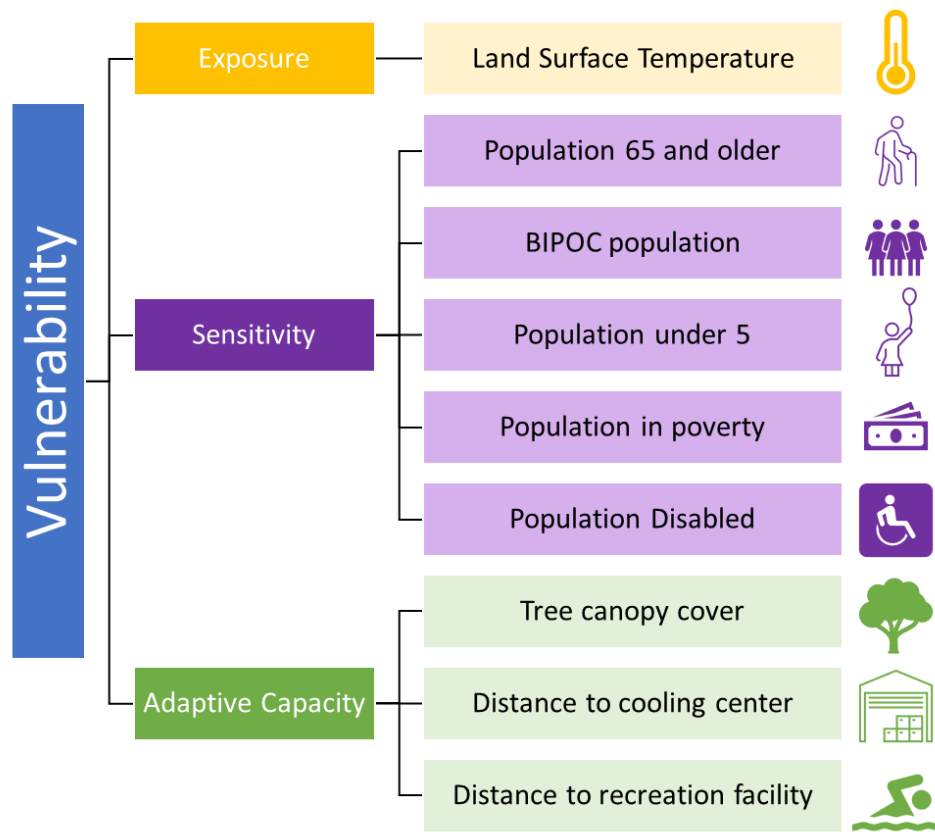 Vulnerability
Exposure
Land Surface Temperature
Sensitivity
Population 65 and older
BIPOC population
Population under 5
Population in poverty
Population Disabled
Adaptive Capacity
Tree canopy cover
Distance to cooling center
Distance to recreation facility